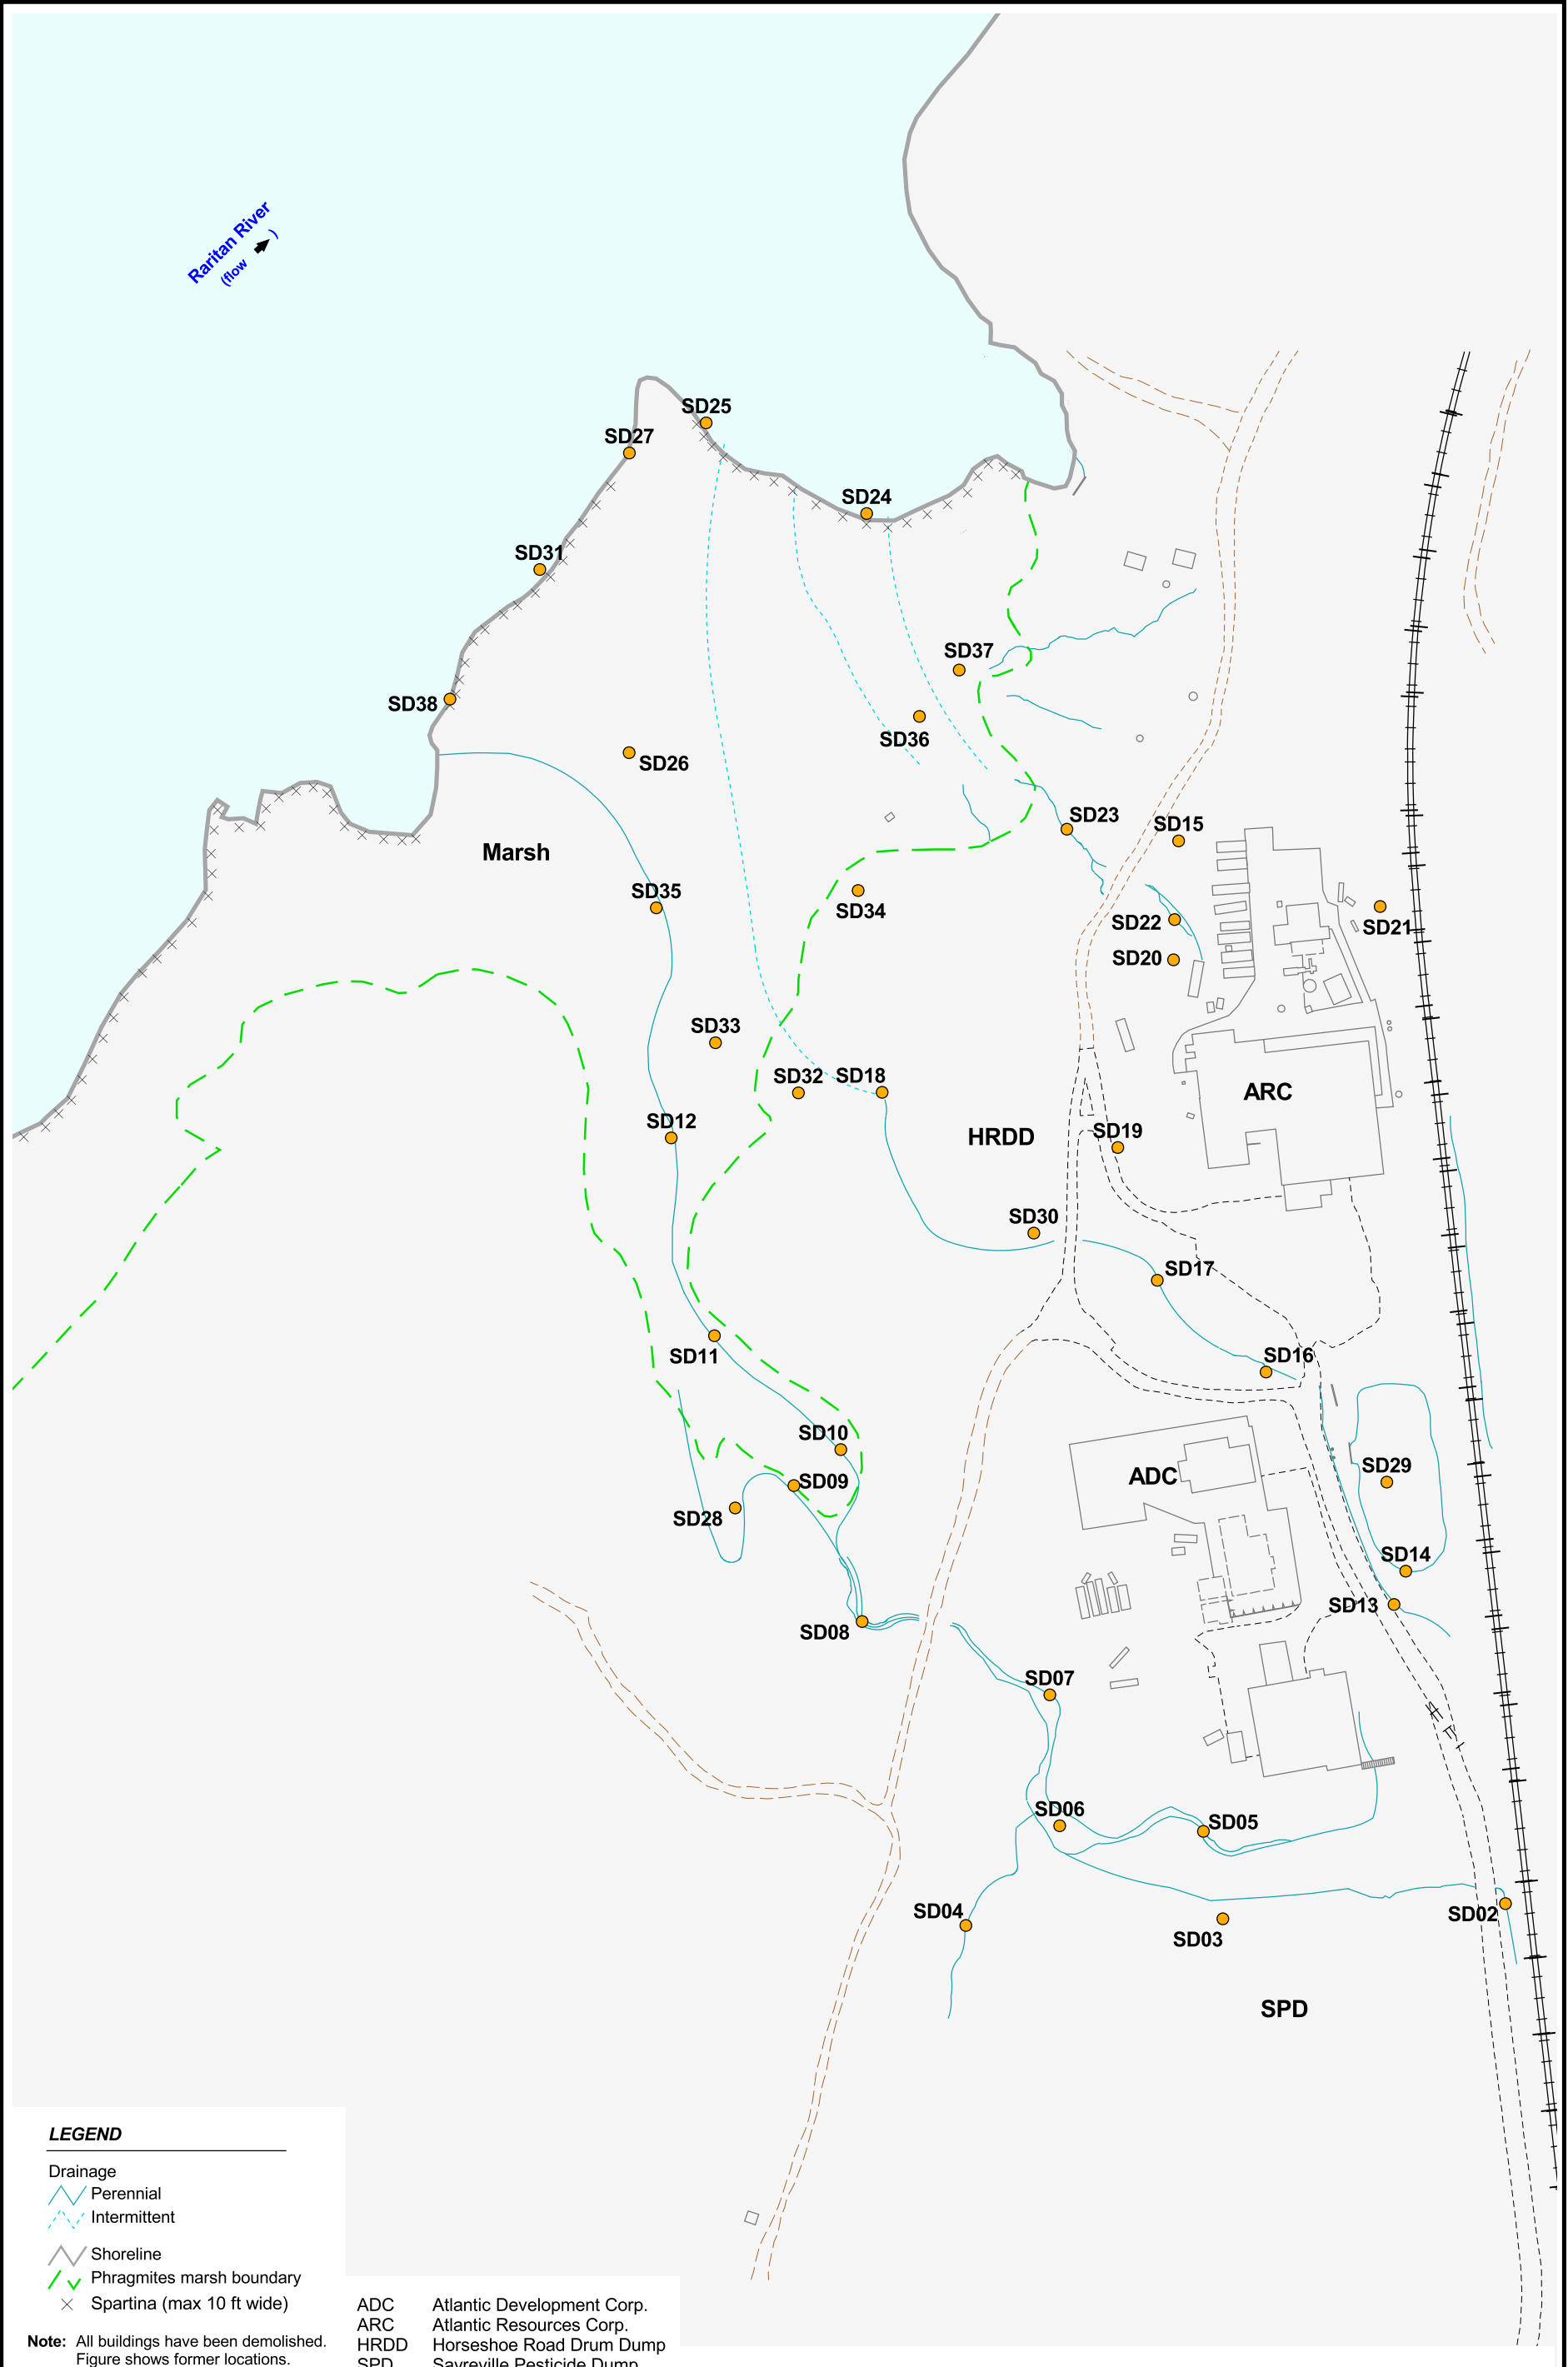 Raritan River
(flow )
SD25
SD27
SD24
SD31
SD37
SD38
SD36
SD26
SD23
SD15
Marsh
SD35
SD34
SD22
SD21
SD20
SD33
SD32
SD18
ARC
SD12
HRDD
SD19
SD30
SD17
SD11
SD16
SD10
SD09
ADC
SD29
SD28
SD14
SD13
SD08
SD07
SD06
SD05
SD04
SD02
SD03
SPD
LEGEND
Drainage
Perennial
Intermittent
Shoreline
Phragmites marsh boundary
Spartina (max 10 ft wide)
Note: All buildings have been demolished.
Figure shows former locations.
ADC Atlantic Development Corp.
ARC Atlantic Resources Corp.
HRDD Horseshoe Road Drum Dump
SPD Sayreville Pesticide Dump